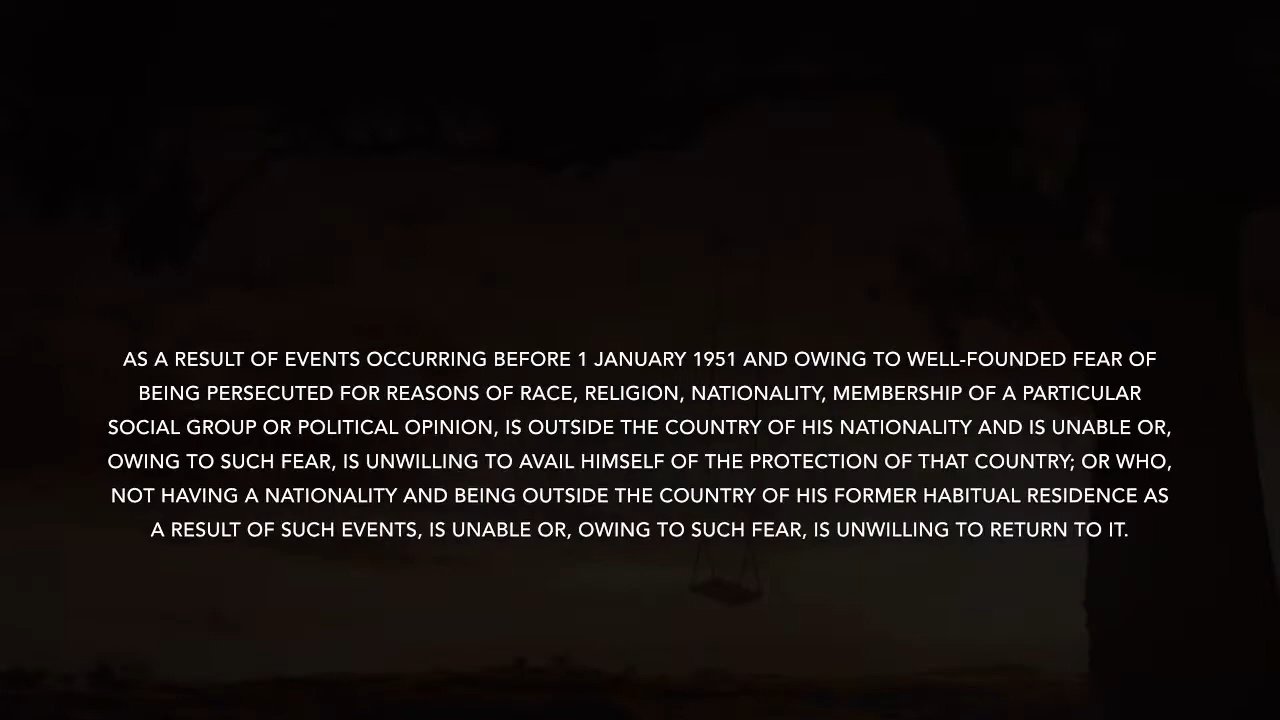 AS A RESULT OF EVENTS OCCURRING BEFORE 1 JANUARY 1951 AND OWING TO WELL-FOUNDED FEAR OF
BEING PERSECUTED FOR REASONS OF RACE, RELIGION, NATIONALITY, MEMBERSHIP OF A PARTICULAR
SOCIAL GROUP OR POLITICAL OPINION, IS OUTSIDE THE COUNTRY OF HIS NATIONALITY AND IS UNABLE OR,
OWING TO SUCH FEAR, IS UNWILLING TO AVAIL HIMSELF OF THE PROTECTION OF THAT COUNTRY; OR WHO,
NOT HAVING A NATIONALITY AND BEING OUTSIDE THE COUNTRY OF HIS FORMER HABITUAL RESIDENCE AS
A RESULT OF SUCH EVENTS, IS UNABLE OR, OWING TO SUCH FEAR, IS UNWILLING TO RETURN TO IT.